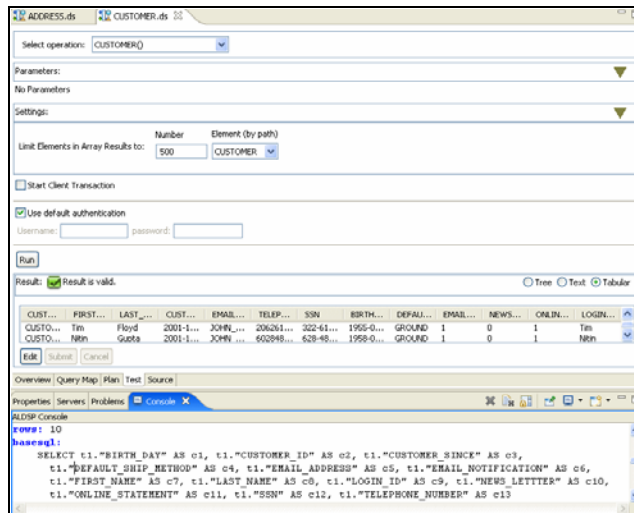 ADDRESS.ds CUSTOMER.ds
Select operation: CUSTOMER()
Parameters:
No Parameters
Settings:
Number Element (by path)
Limit Elements in Array Results to: 500 CUSTOMER
Start Client Transaction
Use default authentication
Username: password:
Run
Result: Result is valid. Tree Text Tabular
CUST... FIRST... LAST_... CUST... EMAIL... TELEP... SSN BIRTH... DEFAU... EMAIL... NEWS... ONLIN... LOGIN...
CUSTO... Tim Floyd 2001-1... JOHN_... 206261... 322-61... 1955-0... GROUND 1 0 1 Tim
CUSTO... Nitin Gupta 2001-1... JOHN_... 602848... 628-48... 1958-0... GROUND 1 0 1 Nitin
Edit Submit Cancel
Overview Query Map Plan Test Source
Properties Servers Problems Console
ALDSP Console
rows: 10
basesql:
SELECT t1."BIRTH_DAY" AS c1, t1."CUSTOMER_ID" AS c2, t1."CUSTOMER_SINCE" AS c3,
t1."DEFAULT_SHIP_METHOD" AS c4, t1."EMAIL_ADDRESS" AS c5, t1."EMAIL_NOTIFICATION" AS c6,
t1."FIRST_NAME" AS c7, t1."LAST_NAME" AS c8, t1."LOGIN_ID" AS c9, t1."NEWS_LETTTER" AS c10,
t1."ONLINE_STATEMENT" AS c11, t1."SSN" AS c12, t1."TELEPHONE_NUMBER" AS c13